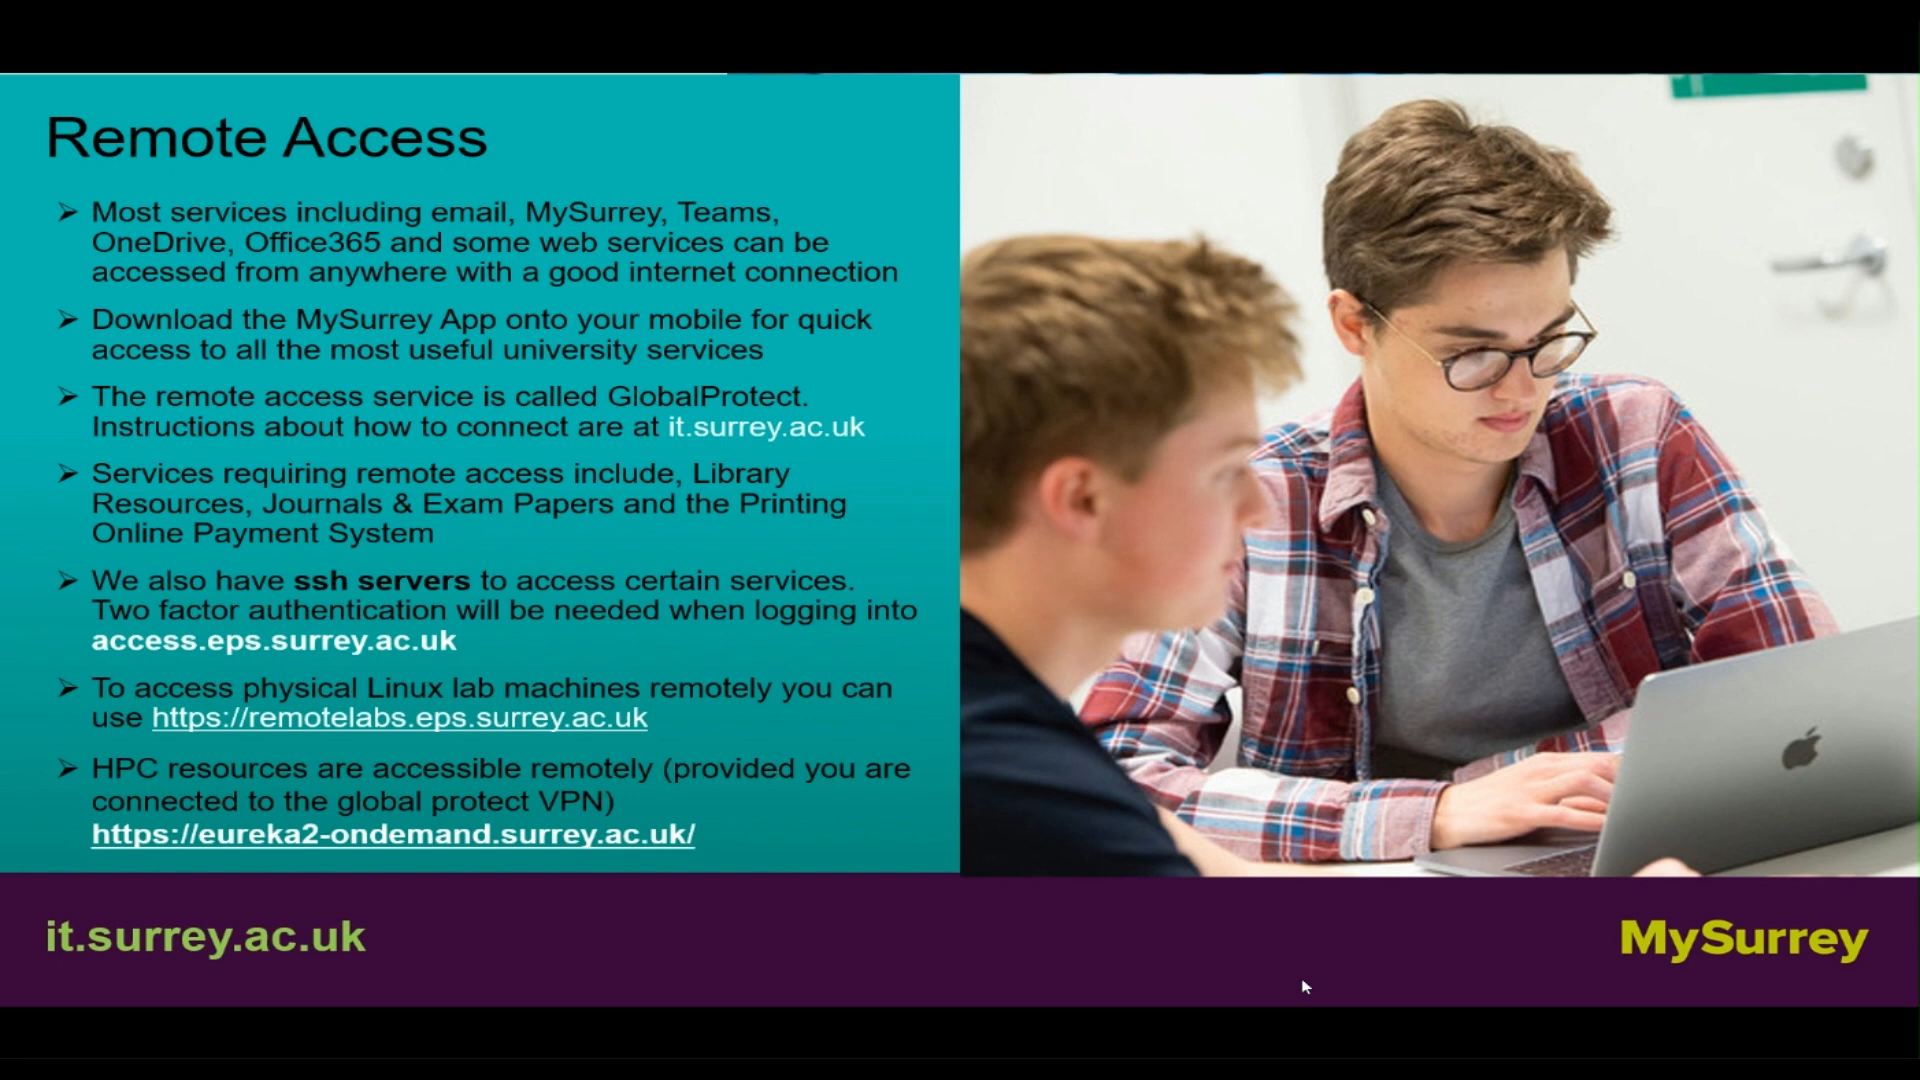 Remote Access
➢ Most services including email, MySurrey, Teams,
OneDrive, Office365 and some web services can be
accessed from anywhere with a good internet connection
➢ Download the MySurrey App onto your mobile for quick
access to all the most useful university services
➢ The remote access service is called GlobalProtect.
Instructions about how to connect are at it.surrey.ac.uk
➢ Services requiring remote access include, Library
Resources, Journals & Exam Papers and the Printing
Online Payment System
➢ We also have ssh servers to access certain services.
Two factor authentication will be needed when logging into
access.eps.surrey.ac.uk
➢ To access physical Linux lab machines remotely you can
use https://remotelabs.eps.surrey.ac.uk
➢ HPC resources are accessible remotely (provided you are
connected to the global protect VPN)
https://eureka2-ondemand.surrey.ac.uk/
it.surrey.ac.uk
MySurrey